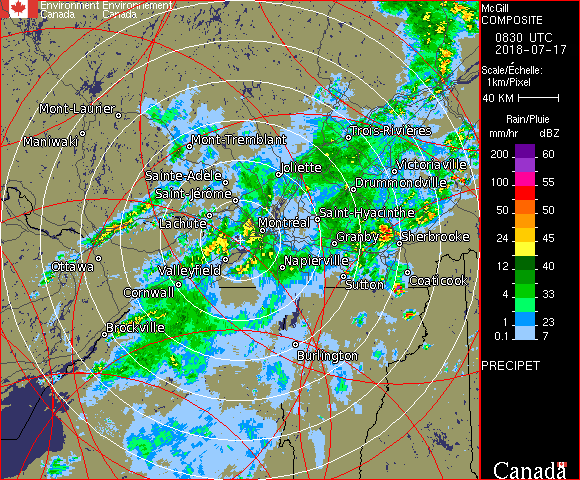 Environment Environnement
Canada Canada
McGill
COMPOSITE
0830 UTC
2018-07-17
Scale/Échelle:
1km/Pixel
40 KM
Rain/Pluie
mm/hr dBZ
200 60
100 55
50 50
24 45
12 40
4 33
1 23
0.1 7
PRECIPET
Canada
Mont-Laurier
Maniwaki
Mont-Tremblant
Trois-Rivières
Joliette
Victoriaville
Sainte-Adèle
Drummondville
Saint-Jérôme
Saint-Hyacinthe
Lachute
Montréal
Granby
Sherbrooke
Ottawa
Valleyfield
Napierville
Cornwall
Sutton
Coaticook
Brockville
Burlington